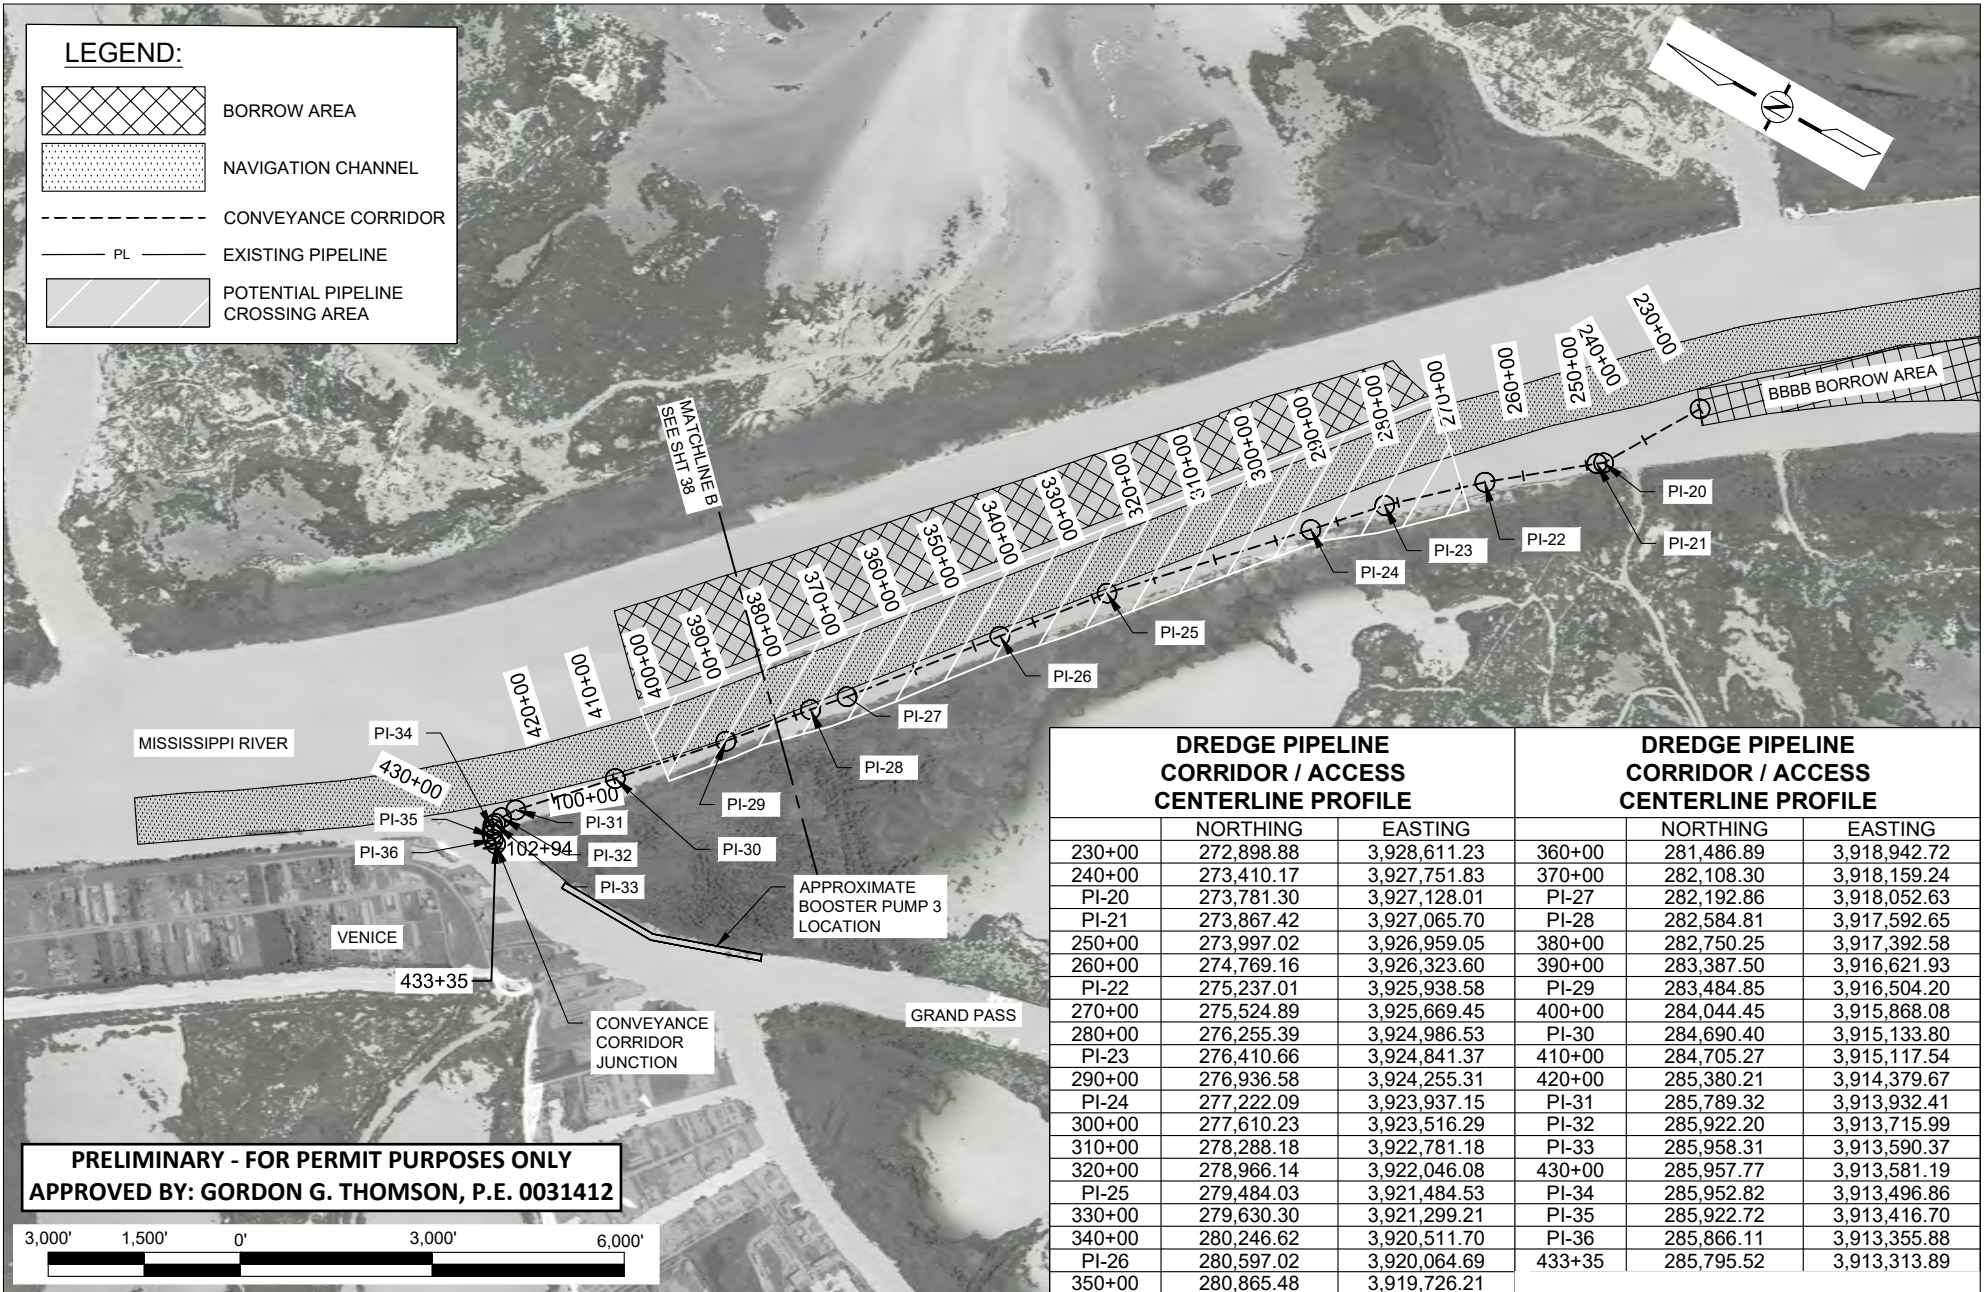 LEGEND:
BORROW AREA
NAVIGATION CHANNEL
CONVEYANCE CORRIDOR
PL
EXISTING PIPELINE
POTENTIAL PIPELINE
CROSSING AREA
N
230+00
240+00
250+00
260+00
270+00
280+00
290+00
300+00
310+00
320+00
330+00
340+00
350+00
360+00
370+00
380+00
390+00
400+00
410+00
420+00
430+00
BBBB BORROW AREA
MATCHLINE B
SEE SHT 38
PI-20
PI-21
PI-22
PI-23
PI-24
PI-25
PI-26
PI-27
PI-28
PI-29
PI-30
PI-31
PI-32
PI-33
PI-34
PI-35
PI-36
100+00
102+94
433+35
MISSISSIPPI RIVER
VENICE
GRAND PASS
APPROXIMATE
BOOSTER PUMP 3
LOCATION
CONVEYANCE
CORRIDOR
JUNCTION
PRELIMINARY - FOR PERMIT PURPOSES ONLY
APPROVED BY: GORDON G. THOMSON, P.E. 0031412
3,000' 1,500' 0' 3,000' 6,000'
DREDGE PIPELINE
CORRIDOR / ACCESS
CENTERLINE PROFILE
NORTHING EASTING
230+00 272,898.88 3,928,611.23
240+00 273,410.17 3,927,751.83
PI-20 273,781.30 3,927,128.01
PI-21 273,867.42 3,927,065.70
250+00 273,997.02 3,926,959.05
260+00 274,769.16 3,926,323.60
PI-22 275,237.01 3,925,938.58
270+00 275,524.89 3,925,669.45
280+00 276,255.39 3,924,986.53
PI-23 276,410.66 3,924,841.37
290+00 276,936.58 3,924,255.31
PI-24 277,222.09 3,923,937.15
300+00 277,610.23 3,923,516.29
310+00 278,288.18 3,922,781.18
320+00 278,966.14 3,922,046.08
PI-25 279,484.03 3,921,484.53
330+00 279,630.30 3,921,299.21
340+00 280,246.62 3,920,511.70
PI-26 280,597.02 3,920,064.69
350+00 280,865.48 3,919,726.21
DREDGE PIPELINE
CORRIDOR / ACCESS
CENTERLINE PROFILE
NORTHING EASTING
360+00 281,486.89 3,918,942.72
370+00 282,108.30 3,918,159.24
PI-27 282,192.86 3,918,052.63
PI-28 282,584.81 3,917,592.65
380+00 282,750.25 3,917,392.58
390+00 283,387.50 3,916,621.93
PI-29 283,484.85 3,916,504.20
400+00 284,044.45 3,915,868.08
PI-30 284,690.40 3,915,133.80
410+00 284,705.27 3,915,117.54
420+00 285,380.21 3,914,379.67
PI-31 285,789.32 3,913,932.41
PI-32 285,922.20 3,913,715.99
PI-33 285,958.31 3,913,590.37
430+00 285,957.77 3,913,581.19
PI-34 285,952.82 3,913,496.86
PI-35 285,922.72 3,913,416.70
PI-36 285,866.11 3,913,355.88
433+35 285,795.52 3,913,313.89